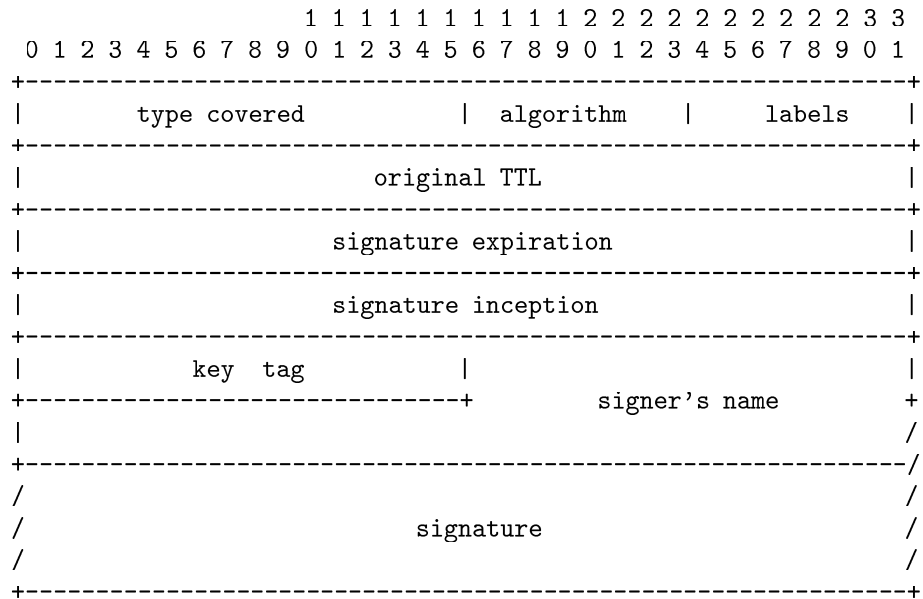 1 1 1 1 1 1 1 1 1 1 2 2 2 2 2 2 2 2 2 2 3 3
 0 1 2 3 4 5 6 7 8 9 0 1 2 3 4 5 6 7 8 9 0 1 2 3 4 5 6 7 8 9 0 1
+---------------------------------------------------------------+
|        type covered           |  algorithm    |     labels    |
+---------------------------------------------------------------+
|                         original TTL                          |
+---------------------------------------------------------------+
|                      signature expiration                     |
+---------------------------------------------------------------+
|                      signature inception                      |
+---------------------------------------------------------------+
|            key  tag           |                               |
+-------------------------------+         signer's name         +
|                                                               /
+---------------------------------------------------------------/
/                                                               /
/                            signature                          /
/                                                               /
+---------------------------------------------------------------+